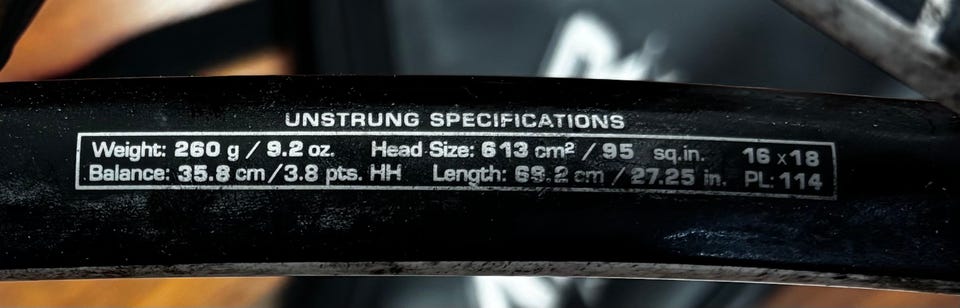 UNSTRUNG SPECIFICATIONS
Weight: 260 g / 9.2 oz. Head Size: 613 cm² / 95 sq.in. 16 x 18
Balance: 35.8 cm/3.8 pts. HH Length: 69.2 cm / 27.25 in. PL: 114